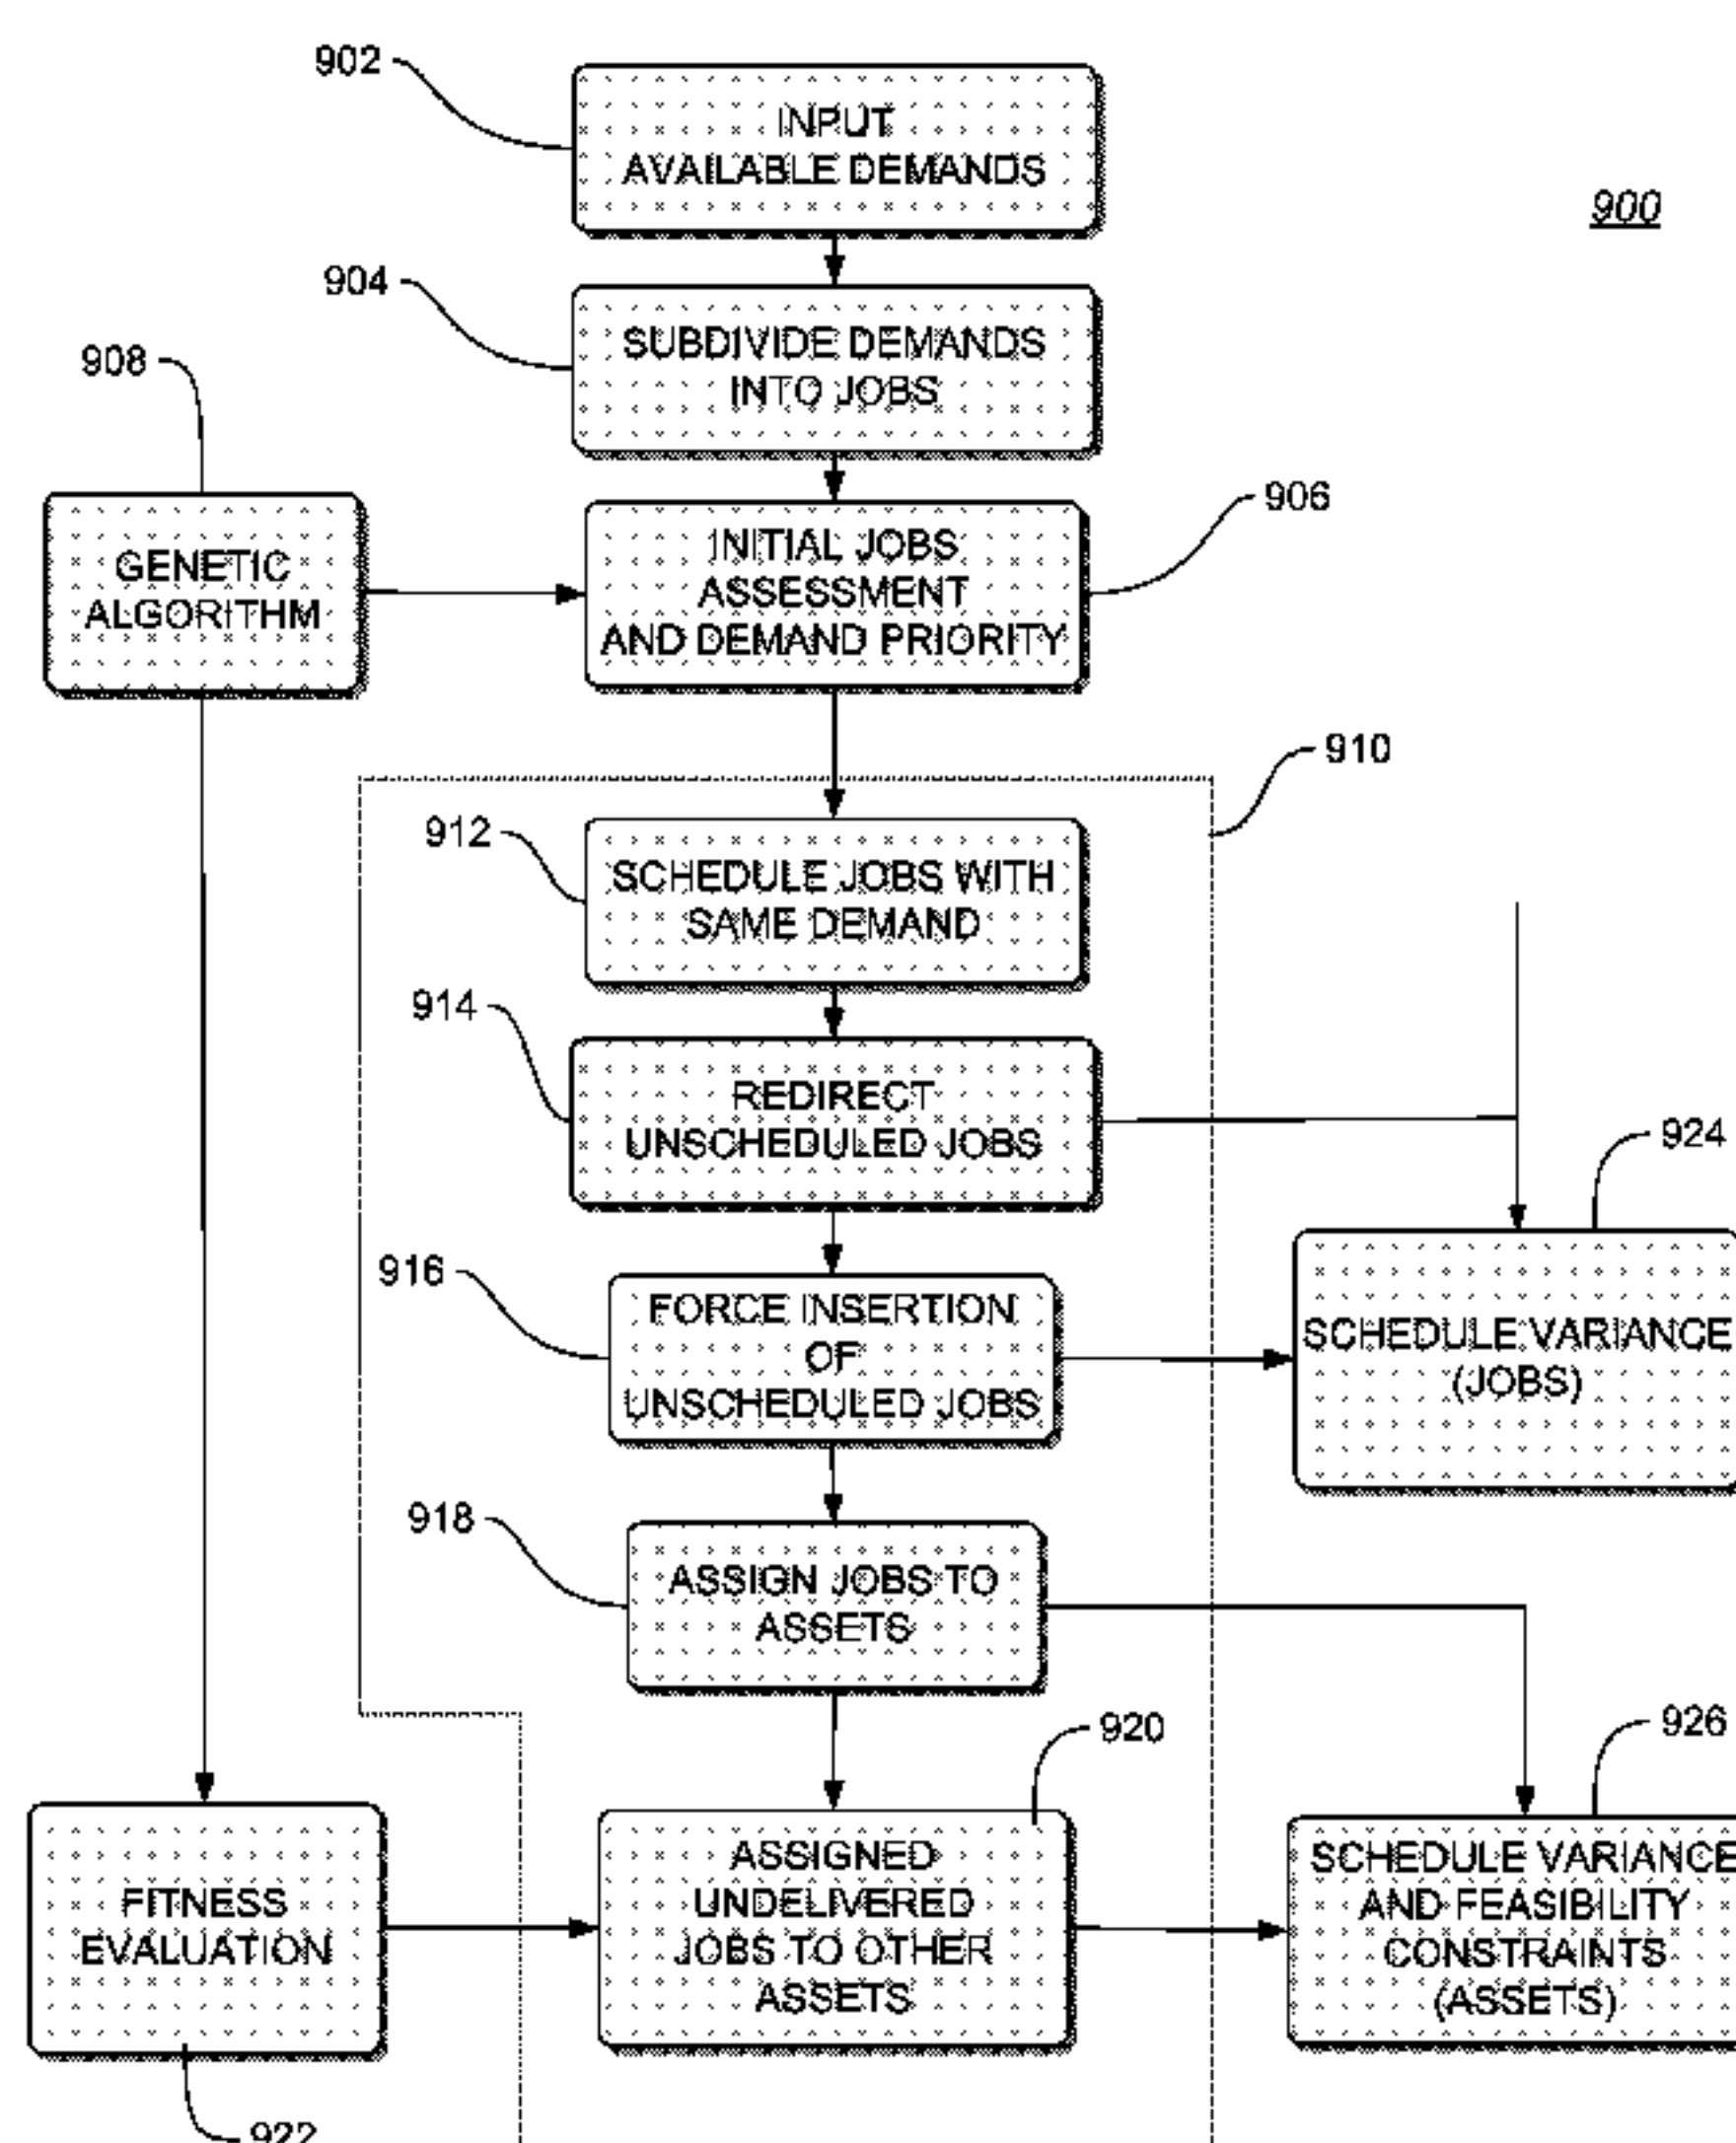 902
INPUT
AVAILABLE DEMANDS
900
904
SUBDIVIDE DEMANDS
INTO JOBS
908
GENETIC
ALGORITHM
906
INITIAL JOBS
ASSESSMENT
AND DEMAND PRIORITY
910
912
SCHEDULE JOBS WITH
SAME DEMAND
914
REDIRECT
UNSCHEDULED JOBS
924
916
FORCE INSERTION
OF
UNSCHEDULED JOBS
SCHEDULE VARIANCE
(JOBS)
918
ASSIGN JOBS TO
ASSETS
920
926
FITNESS
EVALUATION
ASSIGNED
UNDELIVERED
JOBS TO OTHER
ASSETS
SCHEDULE VARIANCE
AND FEASIBILITY
CONSTRAINTS
(ASSETS)
922